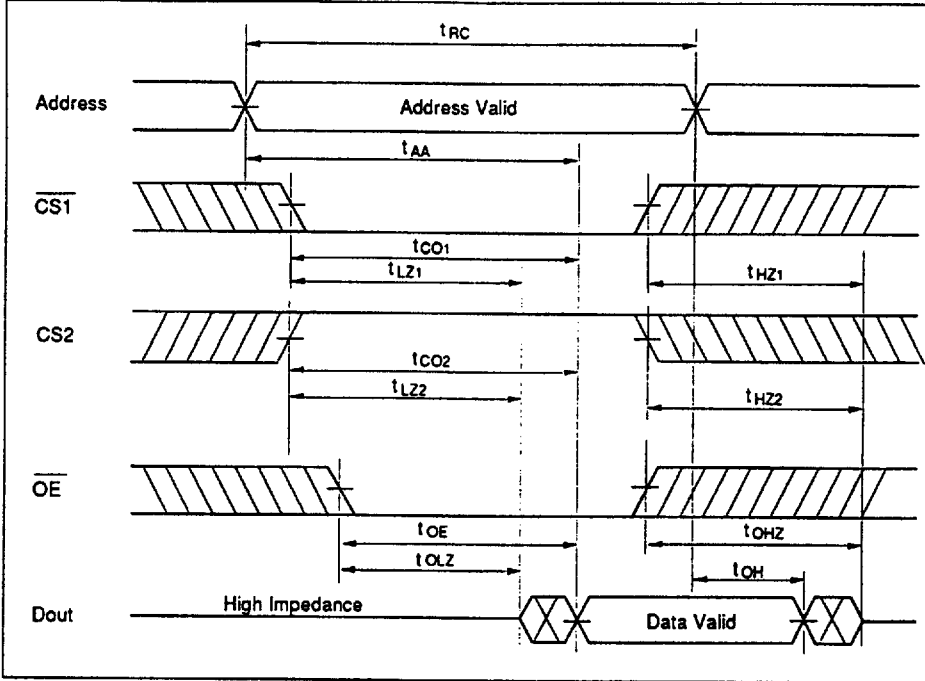 tRC
Address
Address Valid
tAA
CS1
tCO1
tLZ1
tHZ1
CS2
tCO2
tLZ2
tHZ2
OE
tOE
tOHZ
tOLZ
tOH
High Impedance
Dout
Data Valid